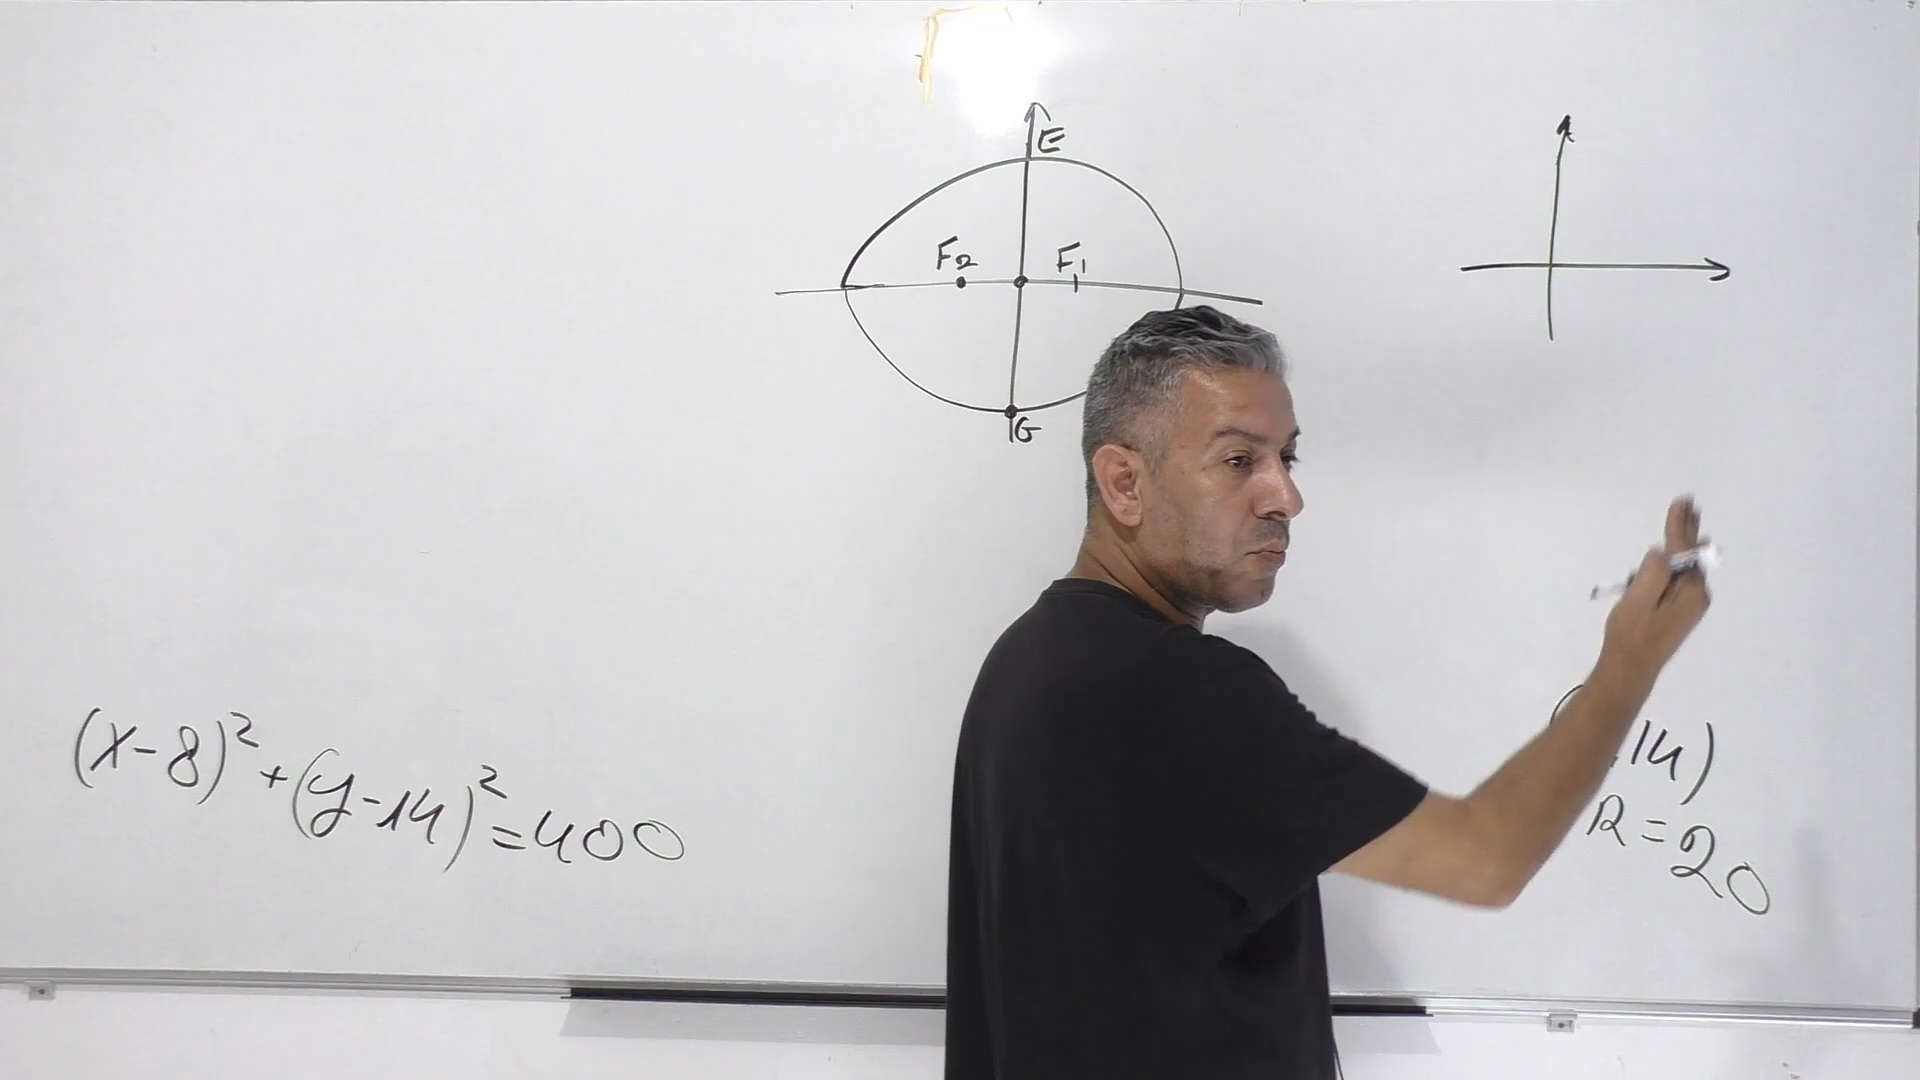 E
F2 F1
G
(x-8)²+(y-14)²=400
,14)
R=20